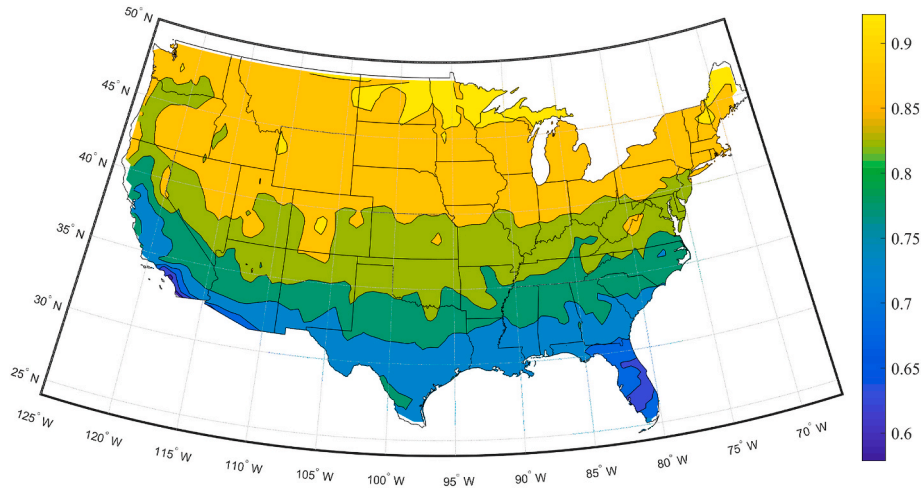 50° N
45° N
40° N
35° N
30° N
25° N
125° W
120° W
115° W
110° W
105° W
100° W
95° W
90° W
85° W
80° W
75° W
70° W
0.9
0.85
0.8
0.75
0.7
0.65
0.6